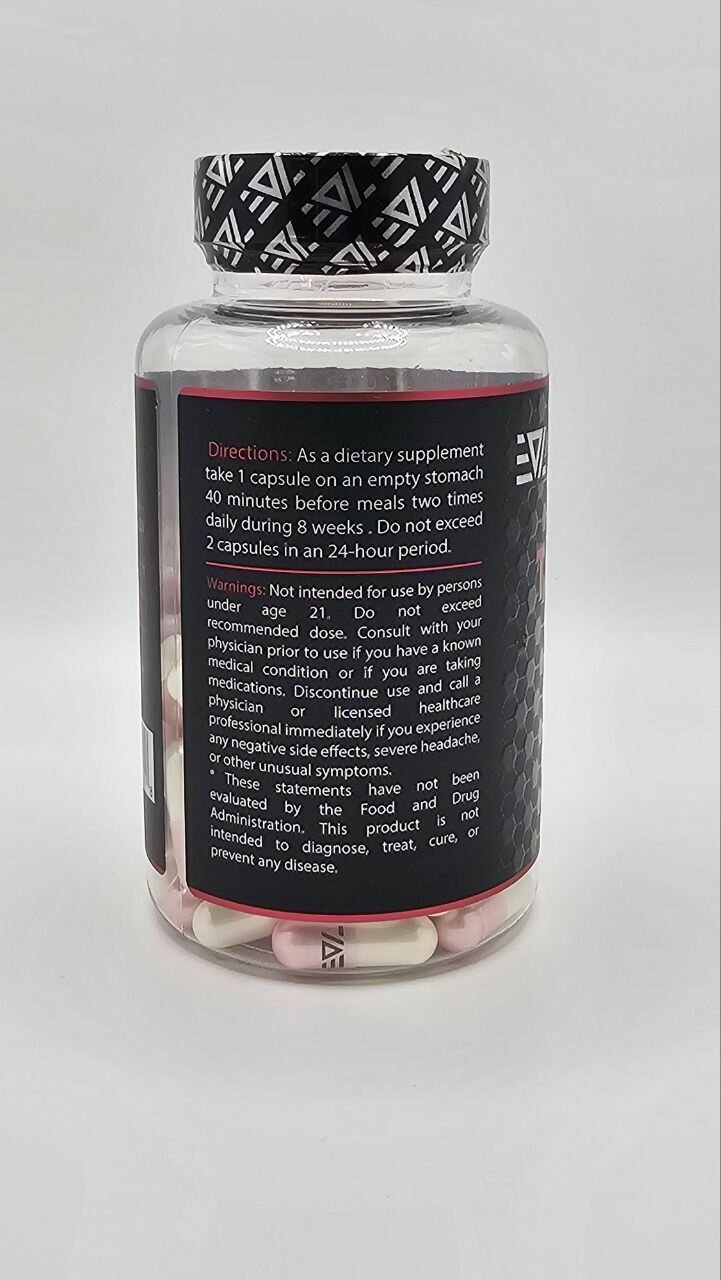 Directions: As a dietary supplement
take 1 capsule on an empty stomach
40 minutes before meals two times
daily during 8 weeks . Do not exceed
2 capsules in an 24-hour period.
Warnings: Not intended for use by persons
under age 21. Do not exceed
recommended dose. Consult with your
physician prior to use if you have a known
medical condition or if you are taking
medications. Discontinue use and call a
physician or licensed healthcare
professional immediately if you experience
any negative side effects, severe headache,
or other unusual symptoms.
* These statements have not been
evaluated by the Food and Drug
Administration. This product is not
intended to diagnose, treat, cure, or
prevent any disease.